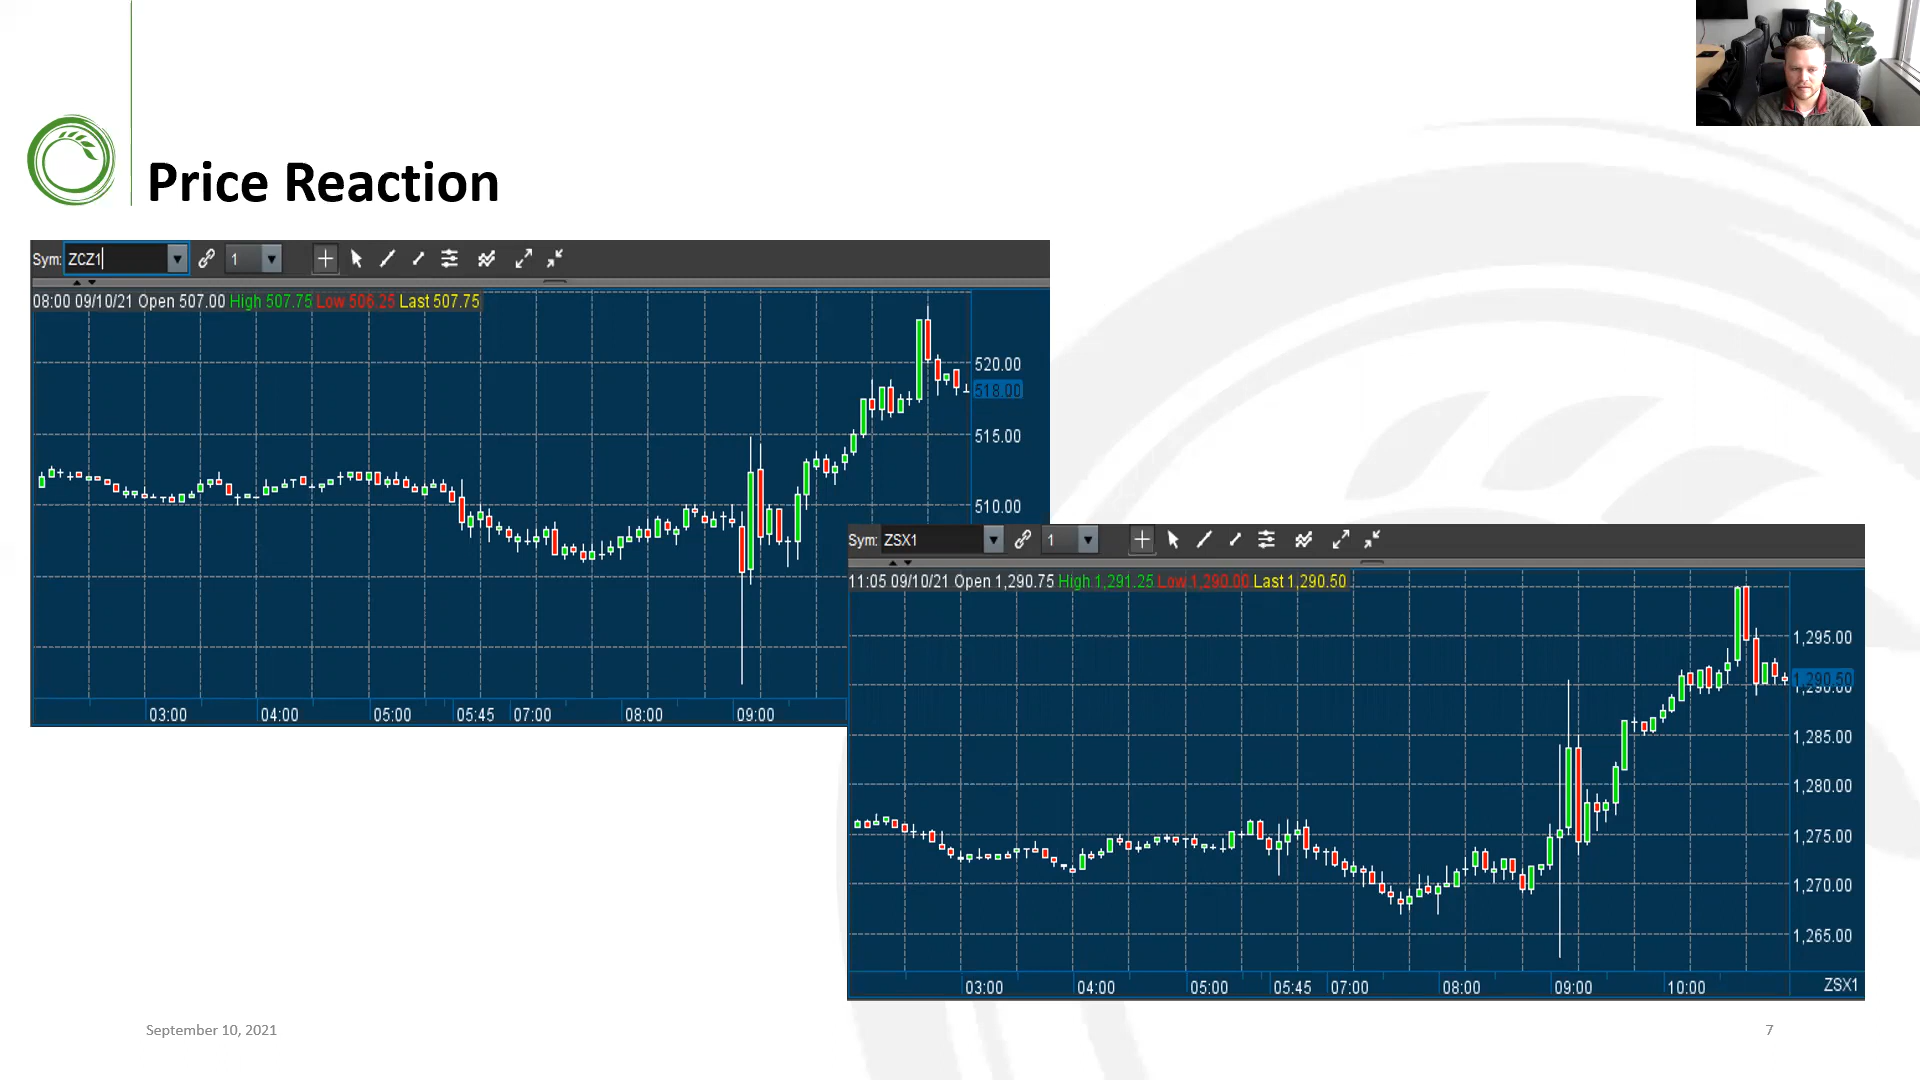 Price Reaction
Sym: ZCZ1 1
08:00 09/10/21 Open 507.00 High 507.75 Low 506.25 Last 507.75
520.00
518.00
515.00
510.00
03:00 04:00 05:00 05:45 07:00 08:00 09:00
Sym: ZSX1 1
11:05 09/10/21 Open 1,290.75 High 1,291.25 Low 1,290.00 Last 1,290.50
1,295.00
1,290.50
1,290.00
1,285.00
1,280.00
1,275.00
1,270.00
1,265.00
03:00 04:00 05:00 05:45 07:00 08:00 09:00 10:00 ZSX1
September 10, 2021 7